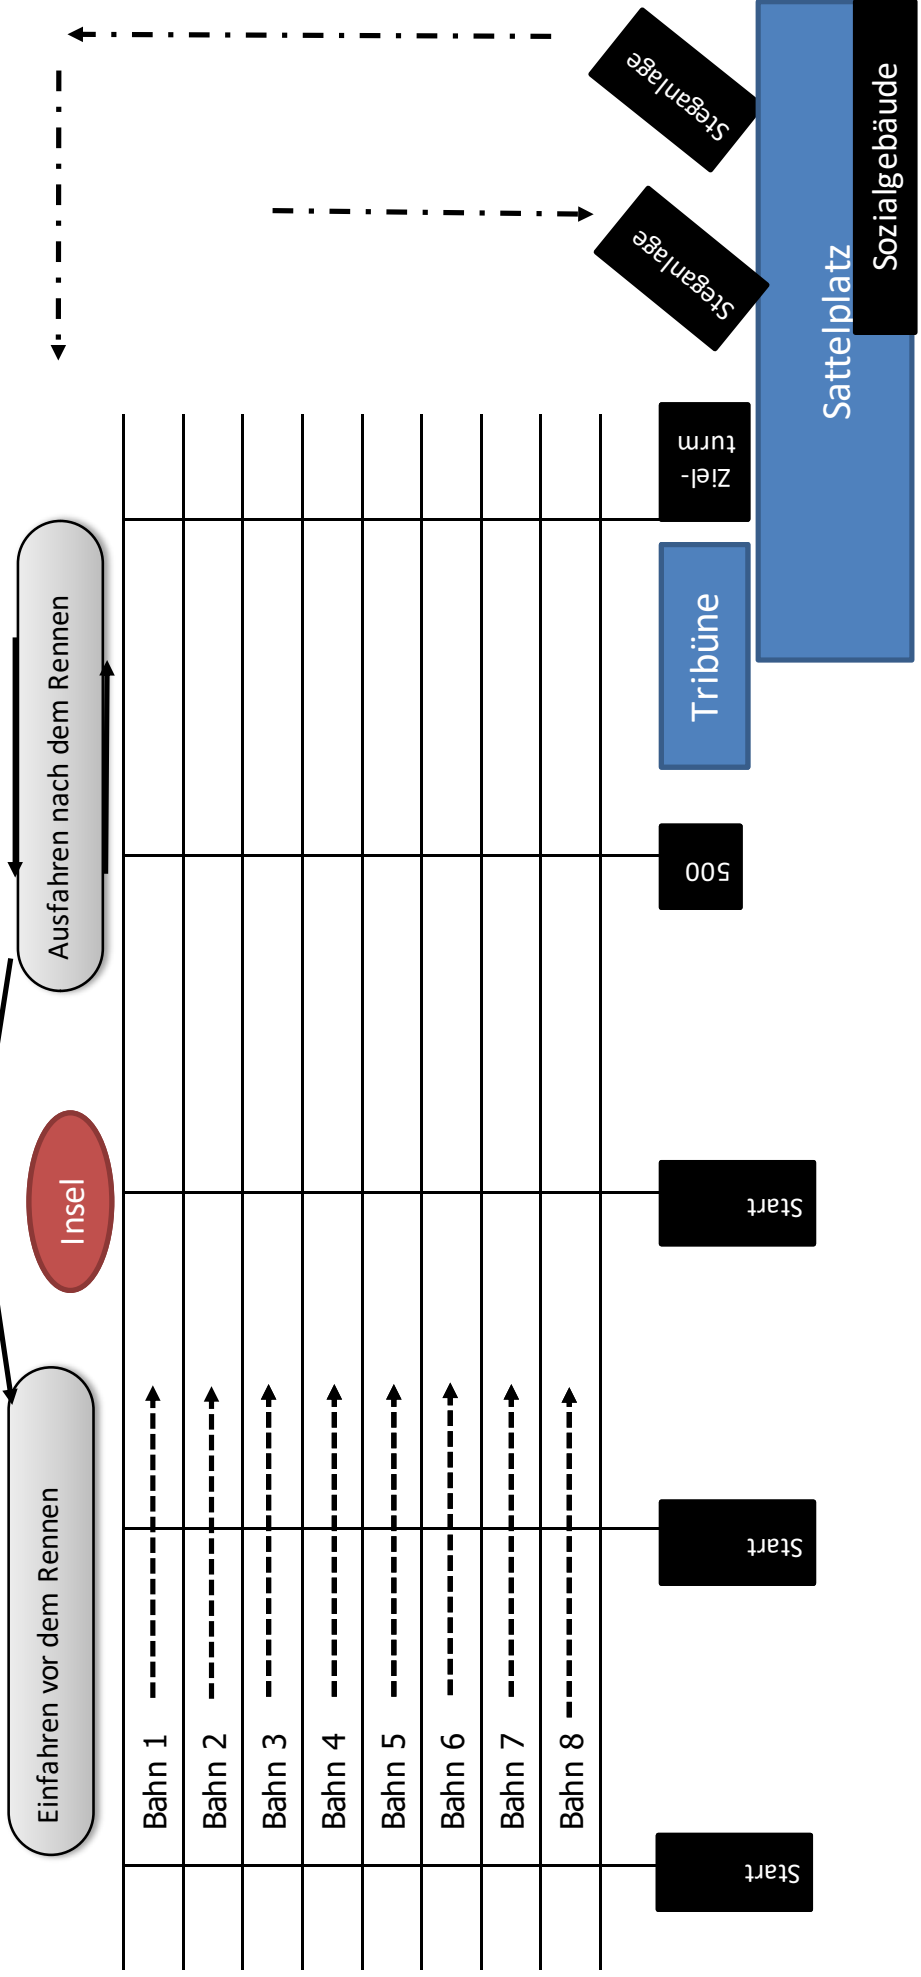 Einfahren vor dem Rennen
Insel
Ausfahren nach dem Rennen
Bahn 1
Bahn 2
Bahn 3
Bahn 4
Bahn 5
Bahn 6
Bahn 7
Bahn 8
Start
Start
Start
500
Tribüne
Ziel-
turm
Steganlage
Steganlage
Sattelplatz
Sozialgebäude